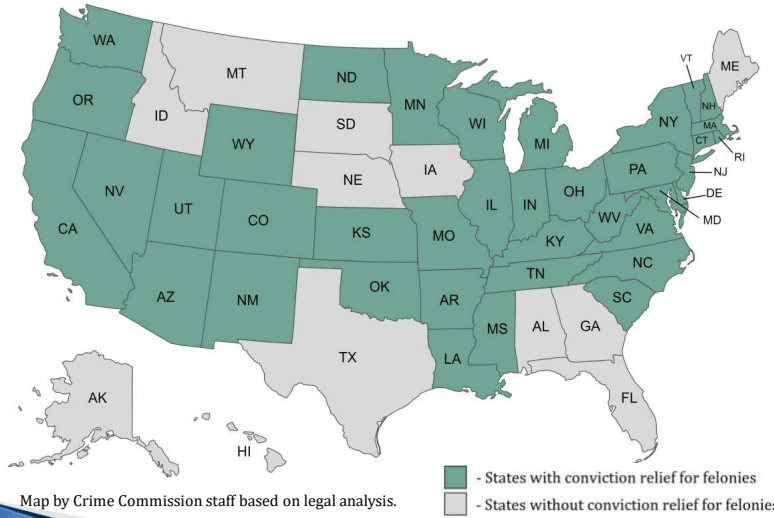 WA
MT
ND
MN
VT
ME
OR
ID
SD
WI
NH
NY
MA
WY
MI
CT
RI
NE
IA
PA
NJ
NV
OH
DE
IL
IN
UT
CO
WV
MD
CA
KS
MO
VA
KY
NC
TN
AZ
NM
OK
AR
SC
MS
AL
GA
TX
LA
FL
AK
HI
- States with conviction relief for felonies
Map by Crime Commission staff based on legal analysis.
- States without conviction relief for felonies